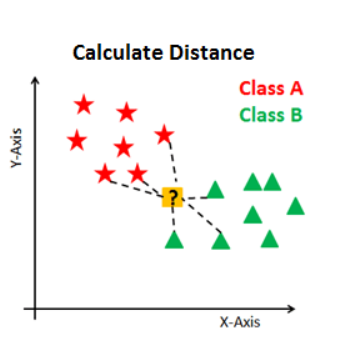 Calculate Distance
Class A
Class B
Y-Axis
?
X-Axis